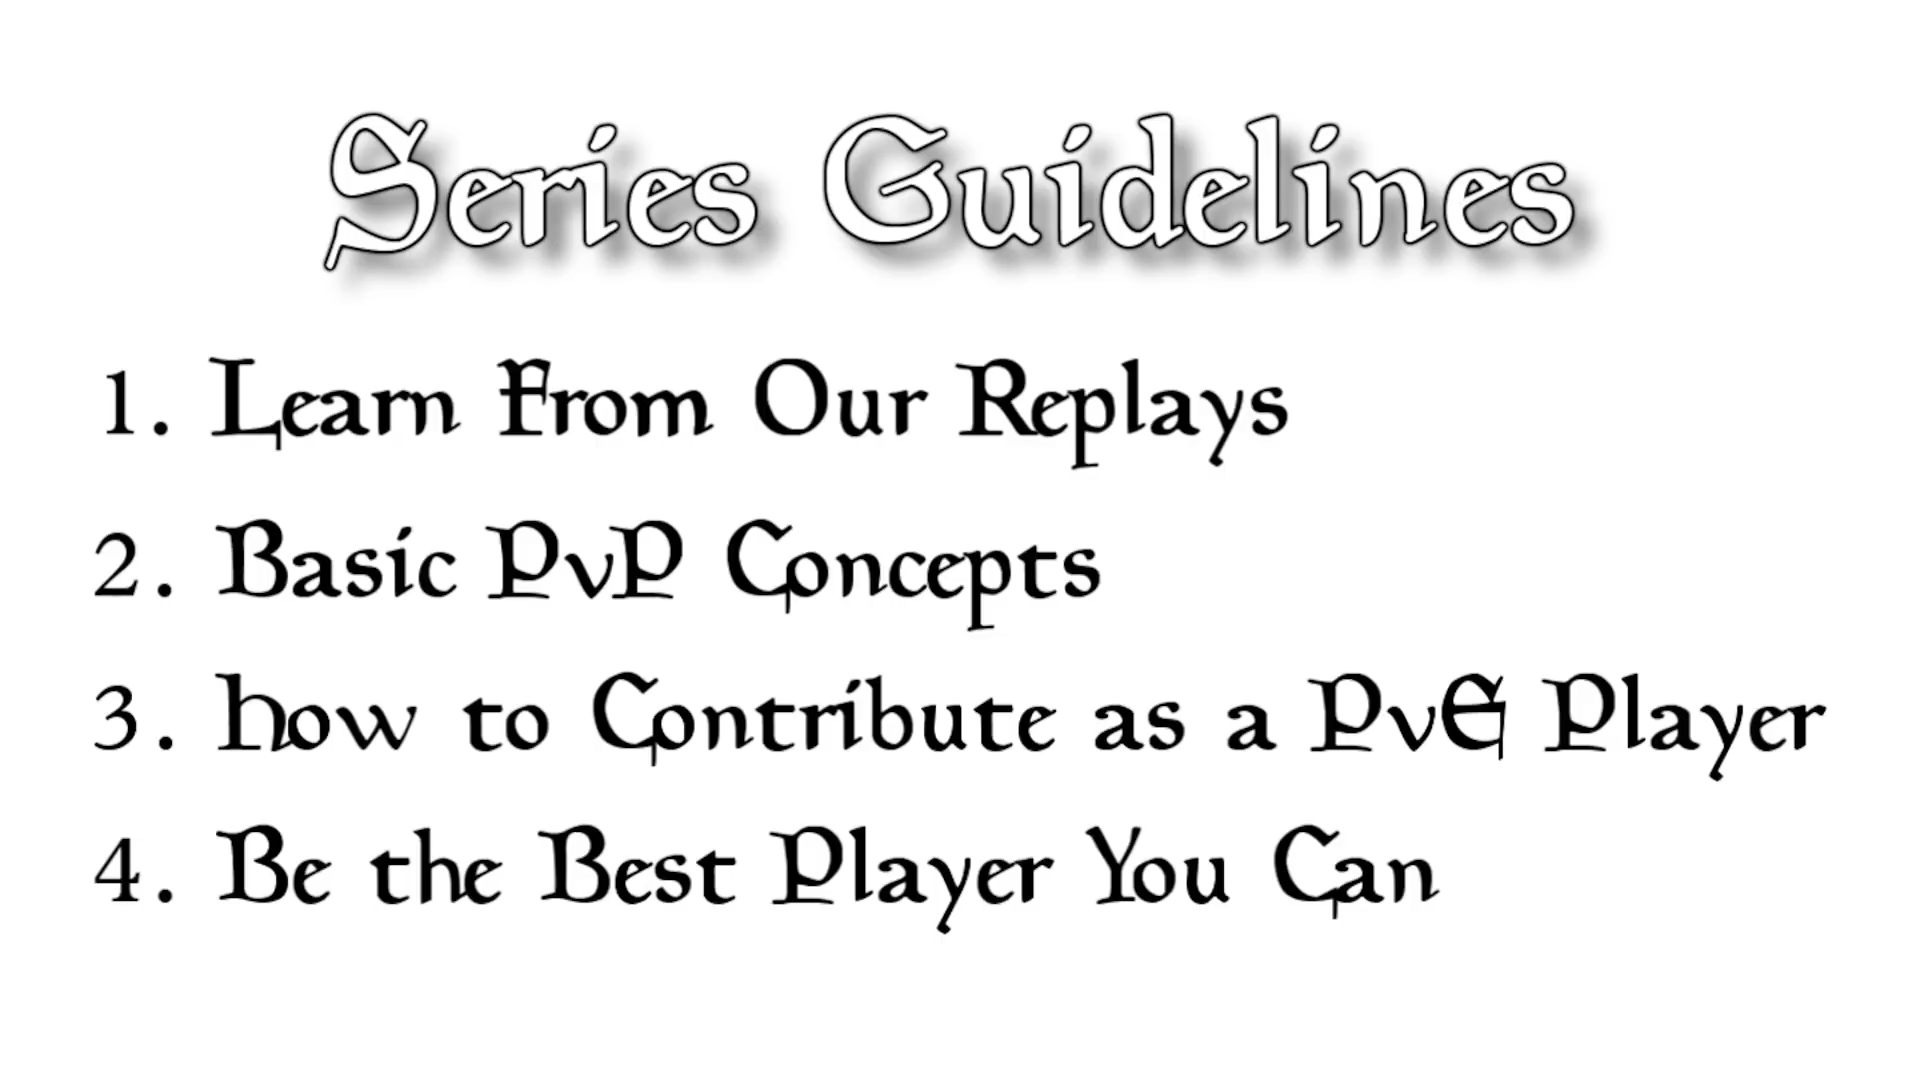 Series Guidelines
1. Learn From Our Replays
2. Basic PvP Concepts
3. How to Contribute as a PvE Player
4. Be the Best Player You Can